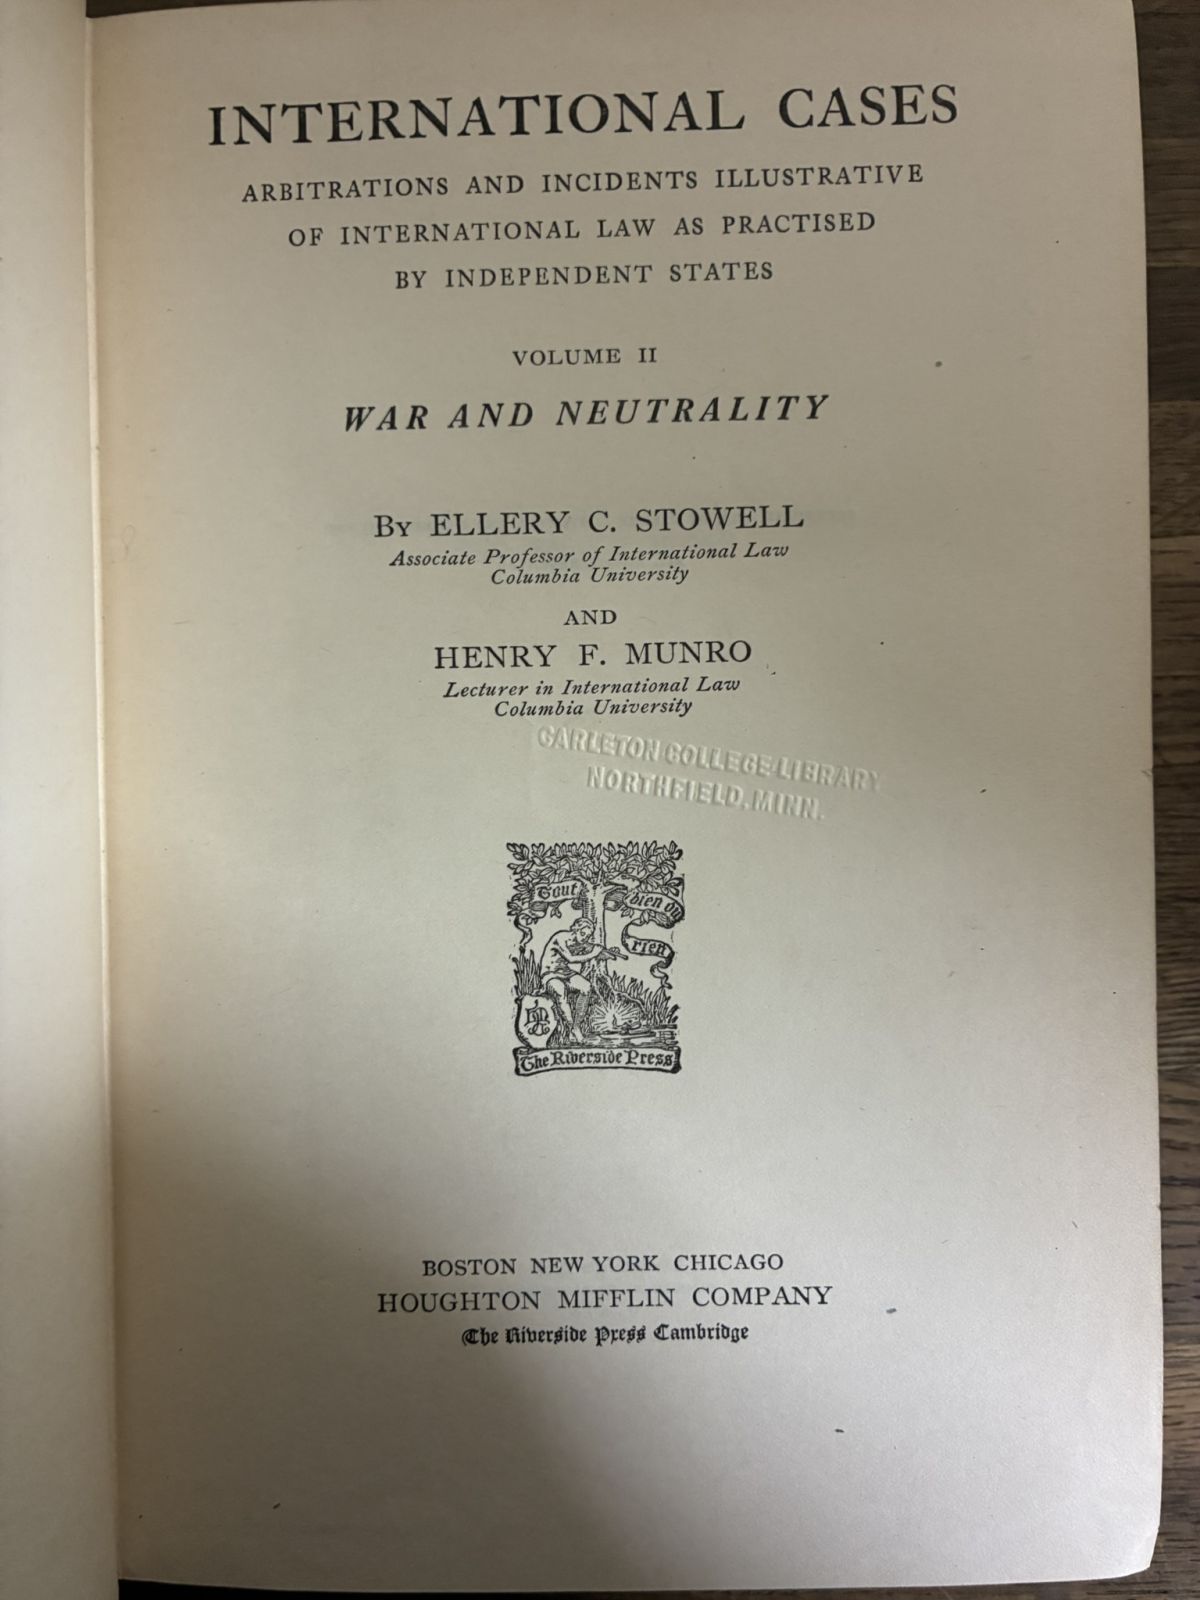 INTERNATIONAL CASES
ARBITRATIONS AND INCIDENTS ILLUSTRATIVE
OF INTERNATIONAL LAW AS PRACTISED
BY INDEPENDENT STATES
VOLUME II
WAR AND NEUTRALITY
By ELLERY C. STOWELL
Associate Professor of International Law
Columbia University
AND
HENRY F. MUNRO
Lecturer in International Law
Columbia University
CARLETON COLLEGE LIBRARY
NORTHFIELD, MINN.
Tout
bien ou
rien
The Riverside Press
BOSTON NEW YORK CHICAGO
HOUGHTON MIFFLIN COMPANY
The Riverside Press Cambridge